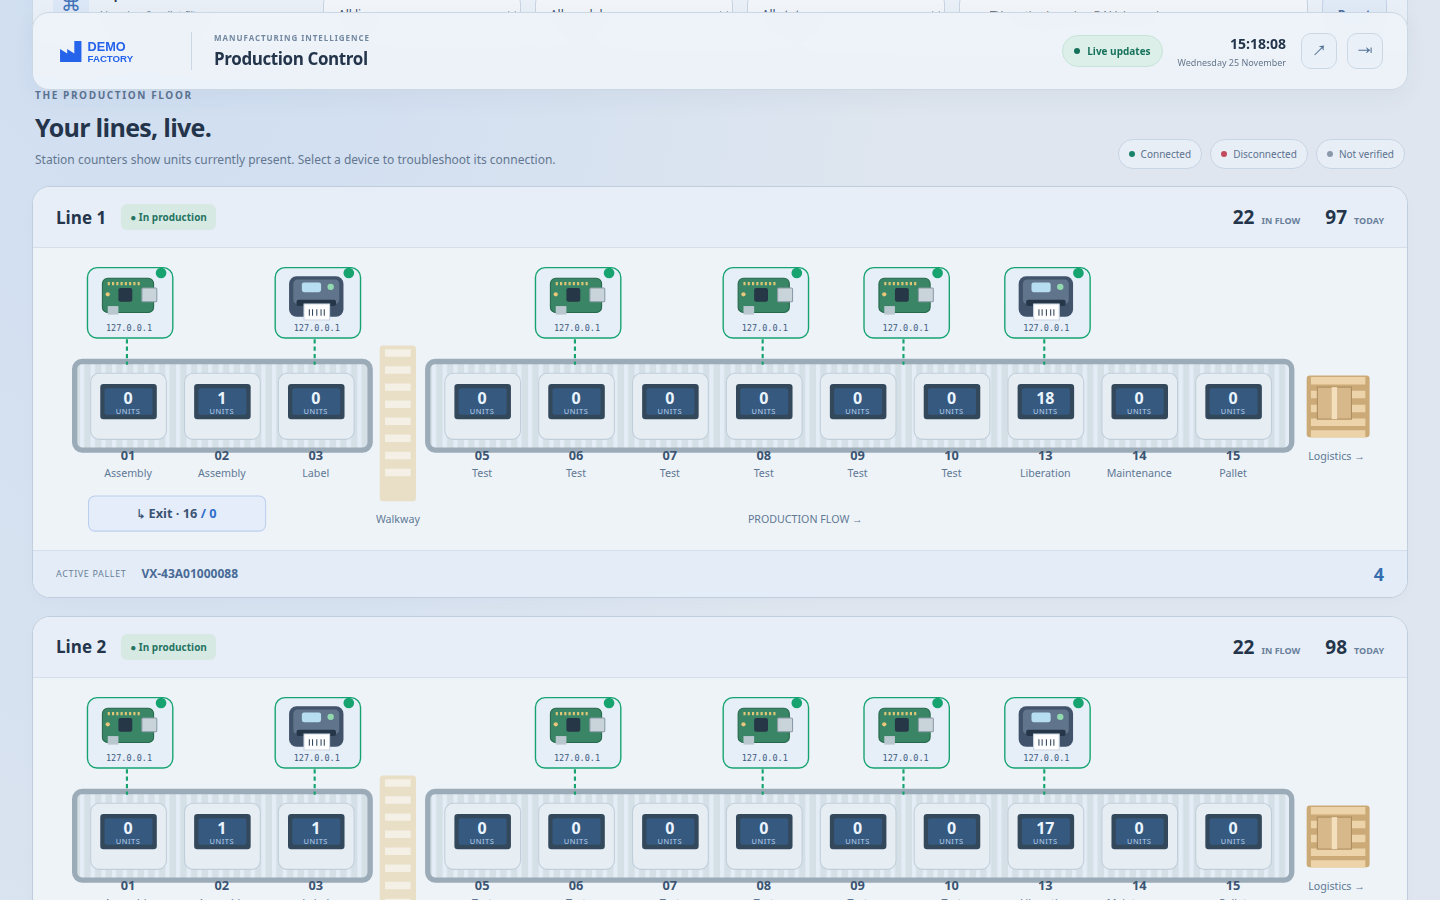 DEMO
FACTORY
MANUFACTURING INTELLIGENCE
Production Control
Live updates
15:18:08
Wednesday 25 November
↗
⇥
THE PRODUCTION FLOOR
Your lines, live.
Station counters show units currently present. Select a device to troubleshoot its connection.
Connected
Disconnected
Not verified
Line 1
● In production
22 IN FLOW
97 TODAY
127.0.0.1
127.0.0.1
127.0.0.1
127.0.0.1
127.0.0.1
127.0.0.1
0 UNITS
1 UNITS
0 UNITS
0 UNITS
0 UNITS
0 UNITS
0 UNITS
0 UNITS
0 UNITS
18 UNITS
0 UNITS
0 UNITS
01 Assembly
02 Assembly
03 Label
05 Test
06 Test
07 Test
08 Test
09 Test
10 Test
13 Liberation
14 Maintenance
15 Pallet
Logistics →
↳ Exit · 16 / 0
Walkway
PRODUCTION FLOW →
ACTIVE PALLET VX-43A01000088
4
Line 2
● In production
22 IN FLOW
98 TODAY
127.0.0.1
127.0.0.1
127.0.0.1
127.0.0.1
127.0.0.1
127.0.0.1
0 UNITS
1 UNITS
1 UNITS
0 UNITS
0 UNITS
0 UNITS
0 UNITS
0 UNITS
0 UNITS
17 UNITS
0 UNITS
0 UNITS
01
02
03
05
06
07
08
09
10
13
14
15
Logistics →